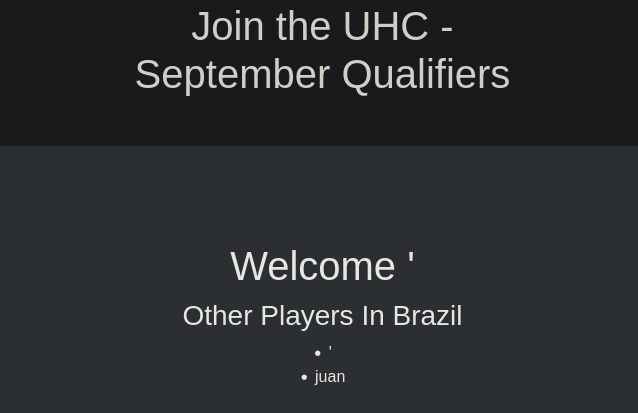 Join the UHC -
September Qualifiers
Welcome '
Other Players In Brazil
• '
• juan